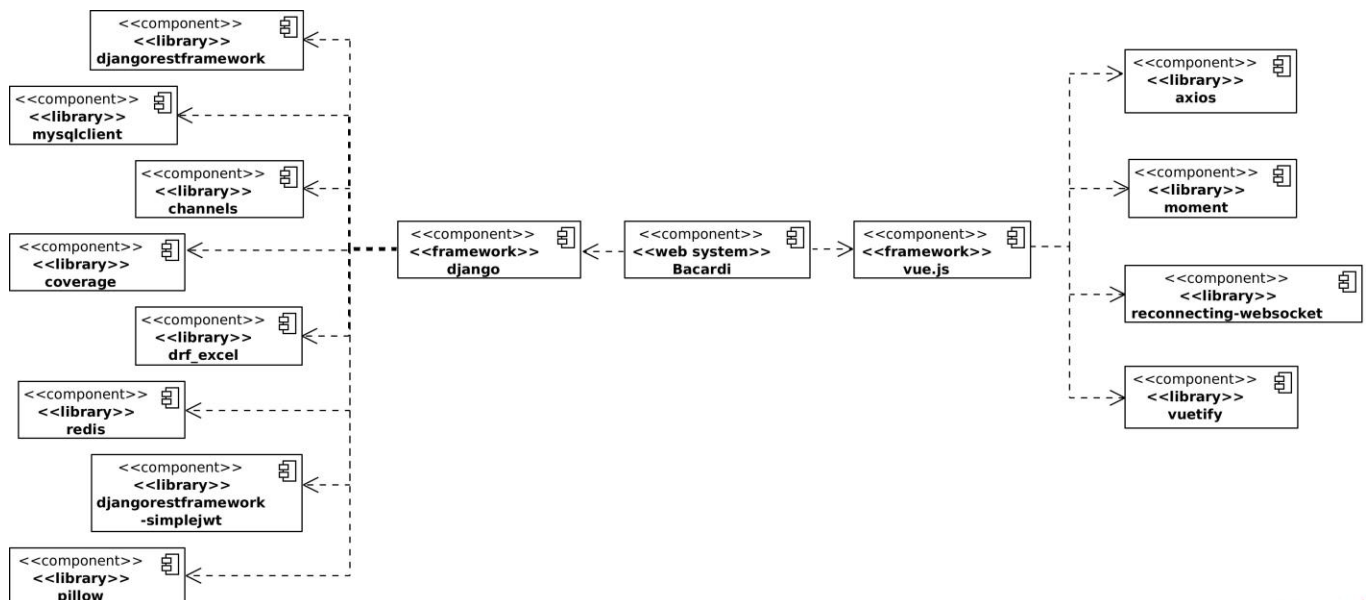 <<component>>
<<library>>
djangorestframework
<<component>>
<<library>>
mysqlclient
<<component>>
<<library>>
channels
<<component>>
<<library>>
coverage
<<component>>
<<library>>
drf_excel
<<component>>
<<library>>
redis
<<component>>
<<library>>
djangorestframework
-simplejwt
<<component>>
<<library>>
pillow
<<component>>
<<framework>>
django
<<component>>
<<web system>>
Bacardi
<<component>>
<<framework>>
vue.js
<<component>>
<<library>>
axios
<<component>>
<<library>>
moment
<<component>>
<<library>>
reconnecting-websocket
<<component>>
<<library>>
vuetify